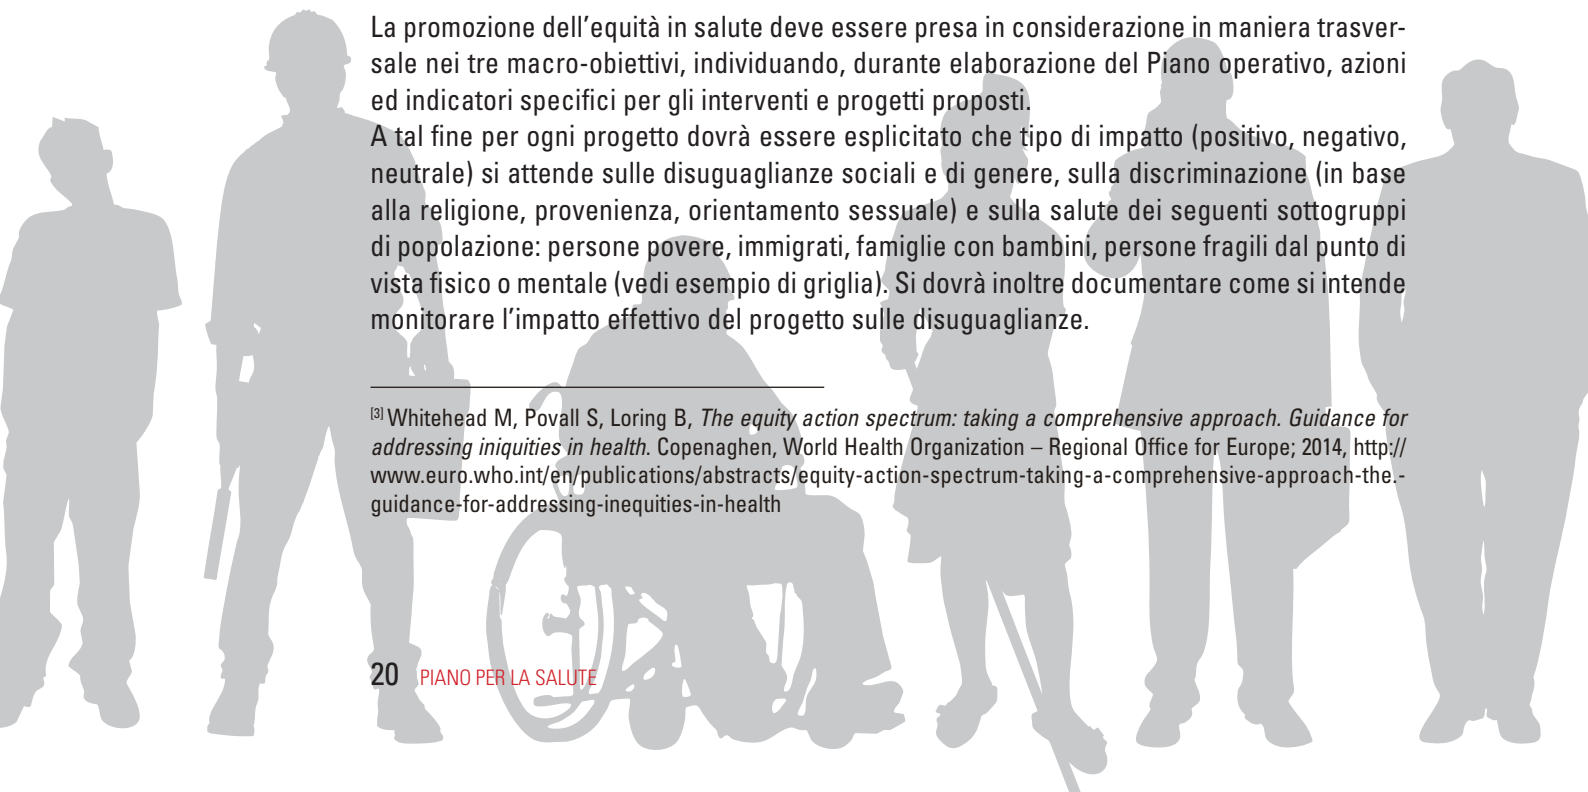 La promozione dell’equità in salute deve essere presa in considerazione in maniera trasver-
sale nei tre macro-obiettivi, individuando, durante elaborazione del Piano operativo, azioni
ed indicatori specifici per gli interventi e progetti proposti.
A tal fine per ogni progetto dovrà essere esplicitato che tipo di impatto (positivo, negativo,
neutrale) si attende sulle disuguaglianze sociali e di genere, sulla discriminazione (in base
alla religione, provenienza, orientamento sessuale) e sulla salute dei seguenti sottogruppi
di popolazione: persone povere, immigrati, famiglie con bambini, persone fragili dal punto di
vista fisico o mentale (vedi esempio di griglia). Si dovrà inoltre documentare come si intende
monitorare l’impatto effettivo del progetto sulle disuguaglianze.
[3] Whitehead M, Povall S, Loring B, The equity action spectrum: taking a comprehensive approach. Guidance for
addressing iniquities in health. Copenaghen, World Health Organization – Regional Office for Europe; 2014, http://
www.euro.who.int/en/publications/abstracts/equity-action-spectrum-taking-a-comprehensive-approach-the.-
guidance-for-addressing-inequities-in-health
20 PIANO PER LA SALUTE